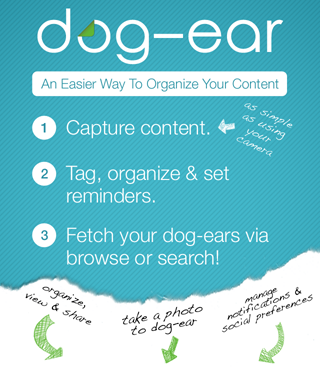 dog-ear
An Easier Way To Organize Your Content
1 Capture content.
as simple
as using
your
camera
2 Tag, organize & set
reminders.
3 Fetch your dog-ears via
browse or search!
organize,
view & share
take a photo
to dog-ear
manage
notifications &
social preferences